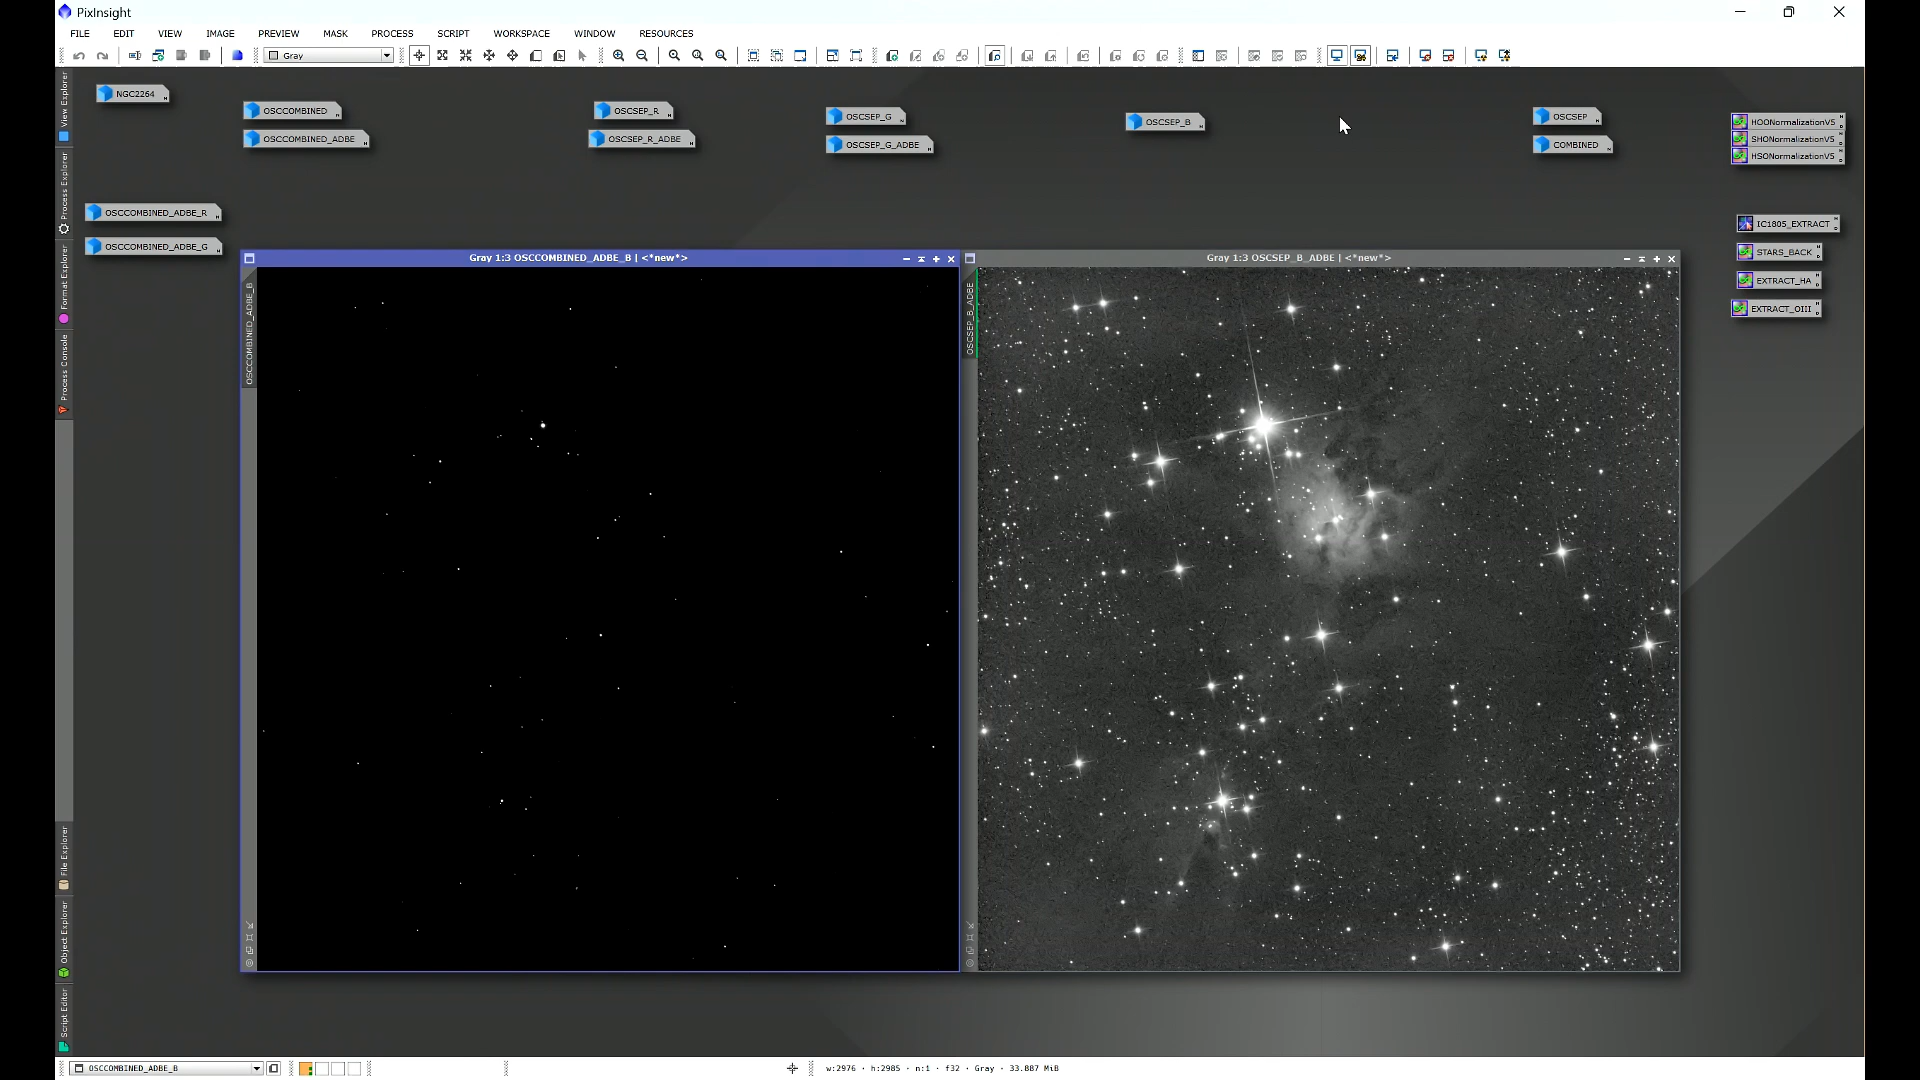 PixInsight
FILE EDIT VIEW IMAGE PREVIEW MASK PROCESS SCRIPT WORKSPACE WINDOW RESOURCES
Gray
View Explorer
Process Explorer
Format Explorer
Process Console
File Explorer
Object Explorer
Script Editor
NGC2264
OSCCOMBINED
OSCCOMBINED_ADBE
OSCSEP_R
OSCSEP_R_ADBE
OSCSEP_G
OSCSEP_G_ADBE
OSCSEP_B
OSCSEP
COMBINED
HOONormalizationV5
SHONormalizationV5
HSONormalizationV5
OSCCOMBINED_ADBE_R
OSCCOMBINED_ADBE_G
IC1805_EXTRACT
STARS_BACK
EXTRACT_HA
EXTRACT_OIII
Gray 1:3 OSCCOMBINED_ADBE_B | <*new*>
OSCCOMBINED_ADBE_B
Gray 1:3 OSCSEP_B_ADBE | <*new*>
OSCSEP_B_ADBE
OSCCOMBINED_ADBE_B
w:2976 · h:2985 · n:1 · f32 · Gray · 33.887 MiB